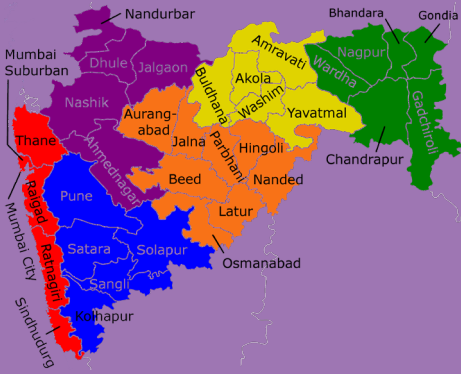 Nandurbar
Bhandara
Gondia
Mumbai
Suburban
Dhule
Jalgaon
Amravati
Nagpur
Wardha
Nashik
Buldhana
Akola
Washim
Yavatmal
Gadchiroli
Thane
Aurang-
abad
Jalna
Parbhani
Hingoli
Chandrapur
Ahmednagar
Beed
Nanded
Raigad
Pune
Latur
Mumbai City
Satara
Solapur
Osmanabad
Ratnagiri
Sangli
Sindhudurg
Kolhapur